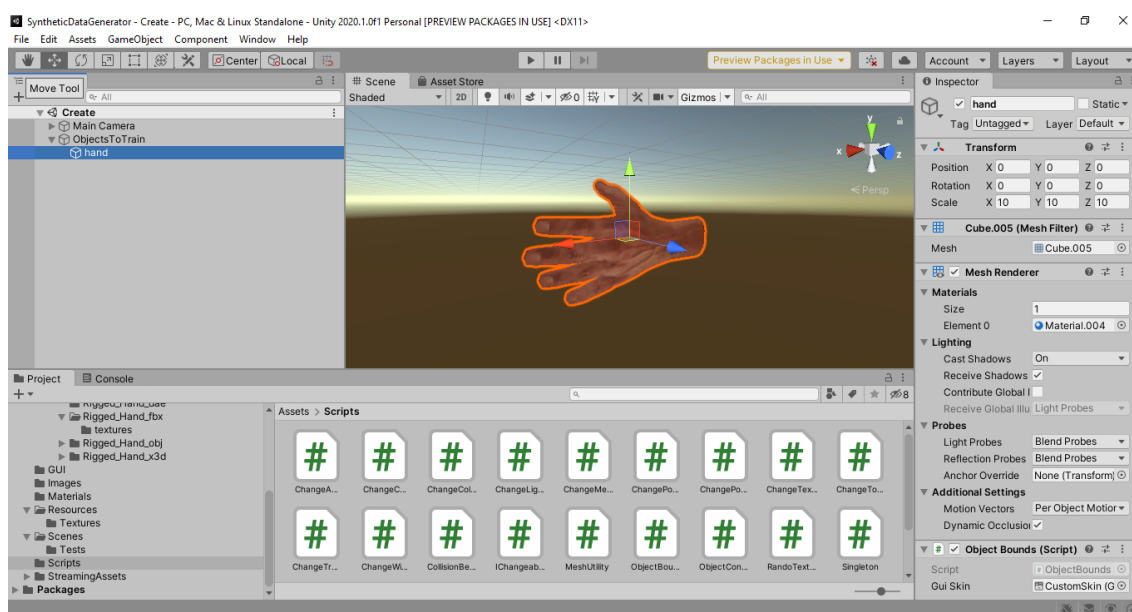 SyntheticDataGenerator - Create - PC, Mac & Linux Standalone - Unity 2020.1.0f1 Personal [PREVIEW PACKAGES IN USE] <DX11>
File Edit Assets GameObject Component Window Help
Center Local Preview Packages in Use Account Layers Layout
Move Tool
All
Create
Main Camera
ObjectsToTrain
hand
Scene Asset Store
Shaded 2D 0 Gizmos All
y
x z
Persp
Inspector
hand Static
Tag Untagged Layer Default
Transform
Position X 0 Y 0 Z 0
Rotation X 0 Y 0 Z 0
Scale X 10 Y 10 Z 10
Cube.005 (Mesh Filter)
Mesh Cube.005
Mesh Renderer
Materials
Size 1
Element 0 Material.004
Lighting
Cast Shadows On
Receive Shadows
Contribute Global I
Receive Global Illu Light Probes
Probes
Light Probes Blend Probes
Reflection Probes Blend Probes
Anchor Override None (Transform)
Additional Settings
Motion Vectors Per Object Motior
Dynamic Occlusion
Object Bounds (Script)
Script ObjectBounds
Gui Skin CustomSkin (G
Project Console
8
Rigged_Hand_dae
Rigged_Hand_fbx
textures
Rigged_Hand_obj
Rigged_Hand_x3d
GUI
Images
Materials
Resources
Textures
Scenes
Tests
Scripts
StreamingAssets
Packages
Assets > Scripts
ChangeA... ChangeC... ChangeCol... ChangeLig... ChangeMe... ChangePo... ChangePo... ChangeTex... ChangeTo...
ChangeTr... ChangeWi... CollisionBe... IChangeab... MeshUtility ObjectBou... ObjectCon... RandoText... Singleton